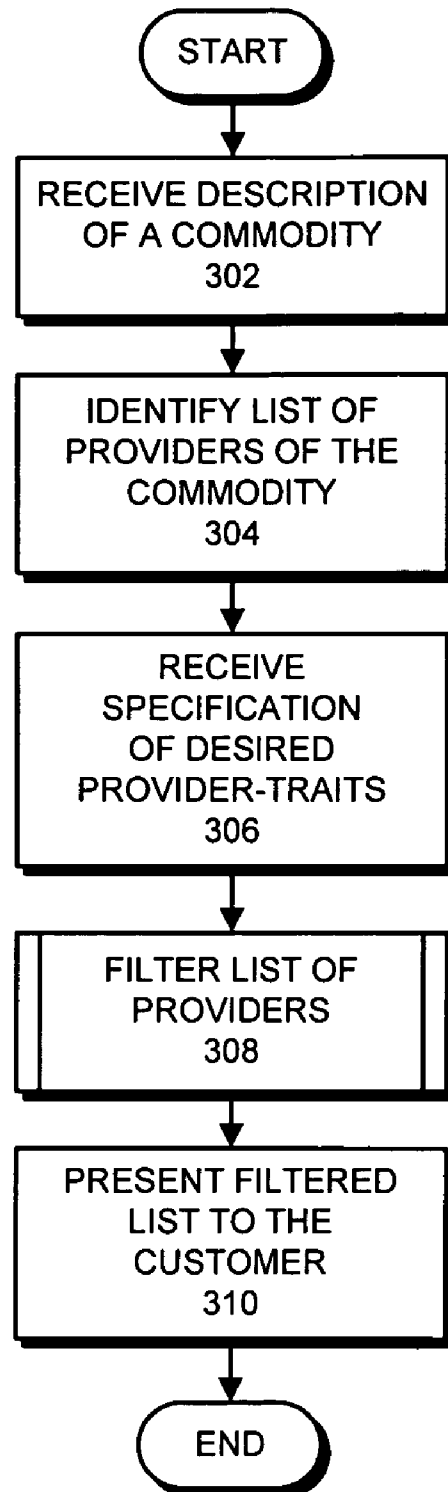 START
RECEIVE DESCRIPTION
OF A COMMODITY
302
IDENTIFY LIST OF
PROVIDERS OF THE
COMMODITY
304
RECEIVE
SPECIFICATION
OF DESIRED
PROVIDER-TRAITS
306
FILTER LIST OF
PROVIDERS
308
PRESENT FILTERED
LIST TO THE
CUSTOMER
310
END